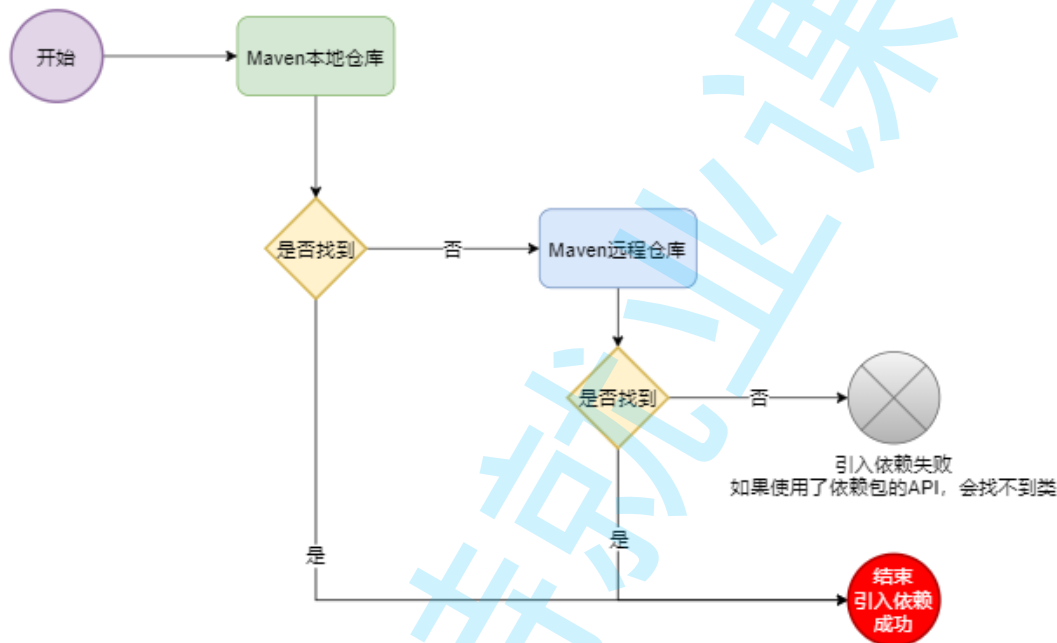 开始
Maven本地仓库
是否找到
否
Maven远程仓库
是否找到
否
引入依赖失败
如果使用了依赖包的API，会找不到类
是
是
结束
引入依赖
成功
就业课